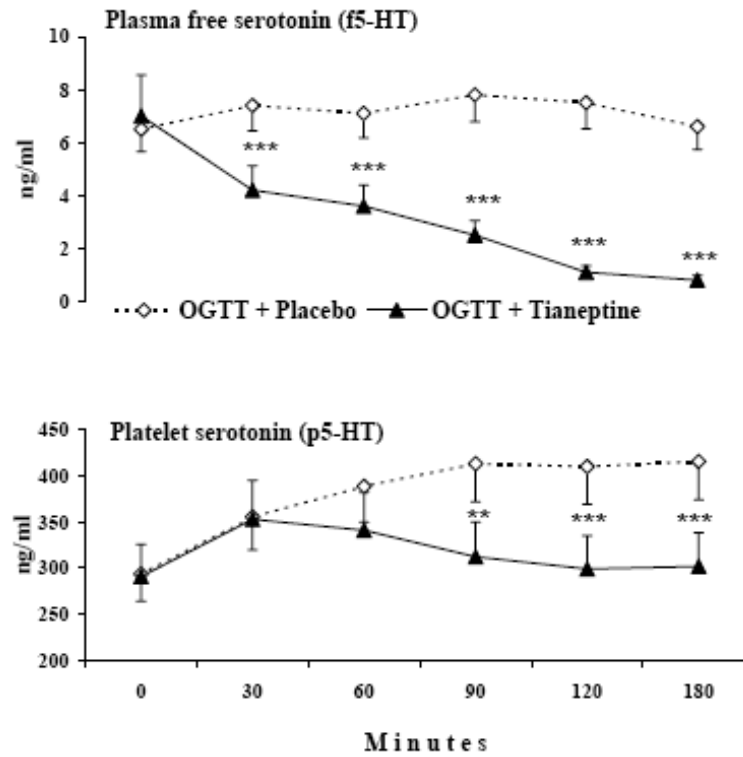 Plasma free serotonin (f5-HT)
10
8
6
4
2
0
ng/ml
***
***
***
***
***
OGTT + Placebo OGTT + Tianeptine
Platelet serotonin (p5-HT)
450
400
350
300
250
200
ng/ml
**
***
***
0 30 60 90 120 180
Minutes